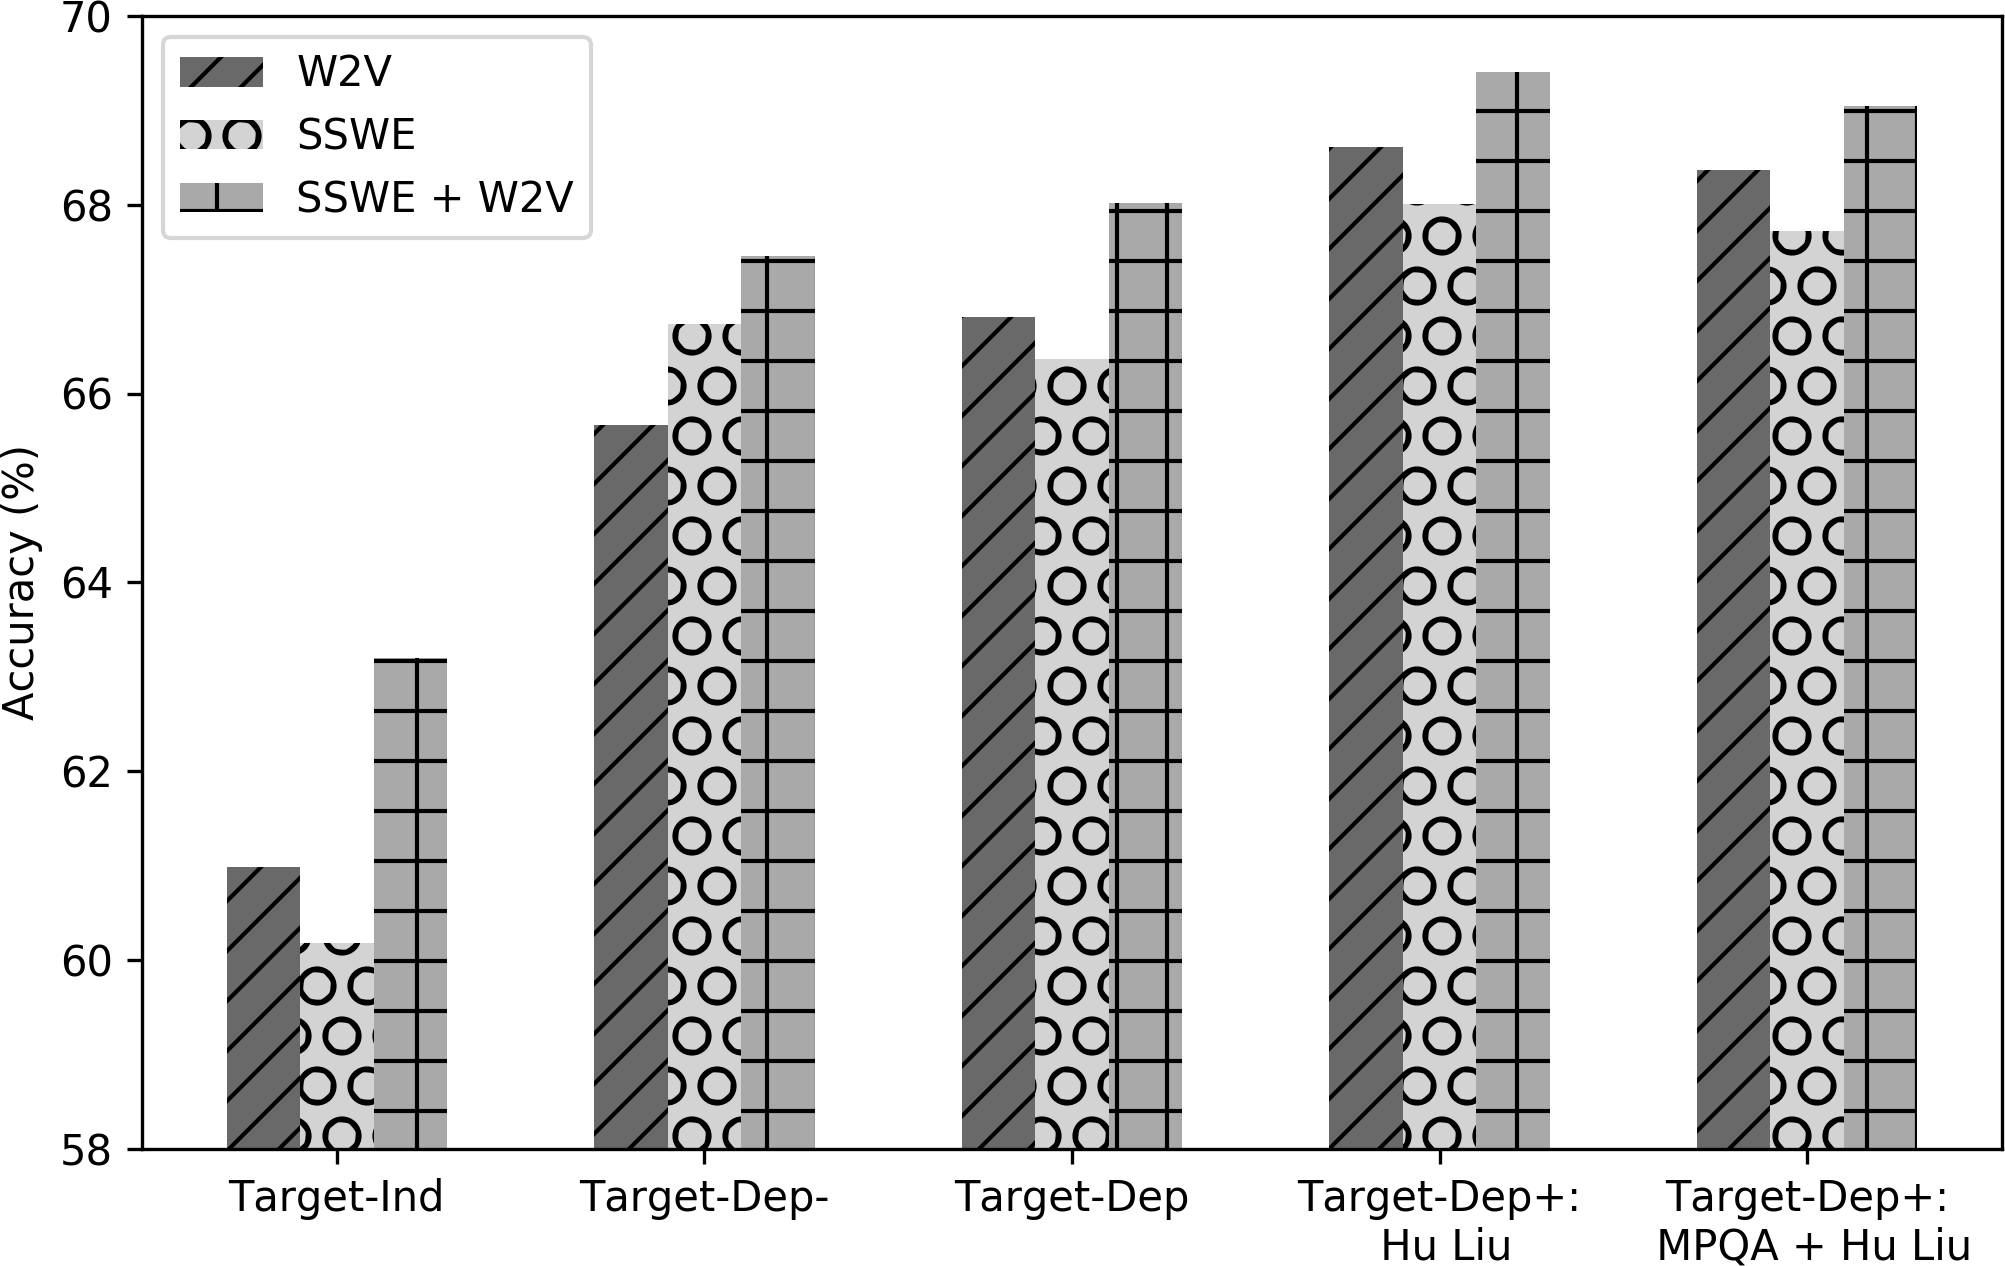 70
68
66
64
62
60
58
Accuracy (%)
W2V
SSWE
SSWE + W2V
Target-Ind
Target-Dep-
Target-Dep
Target-Dep+:
Hu Liu
Target-Dep+:
MPQA + Hu Liu